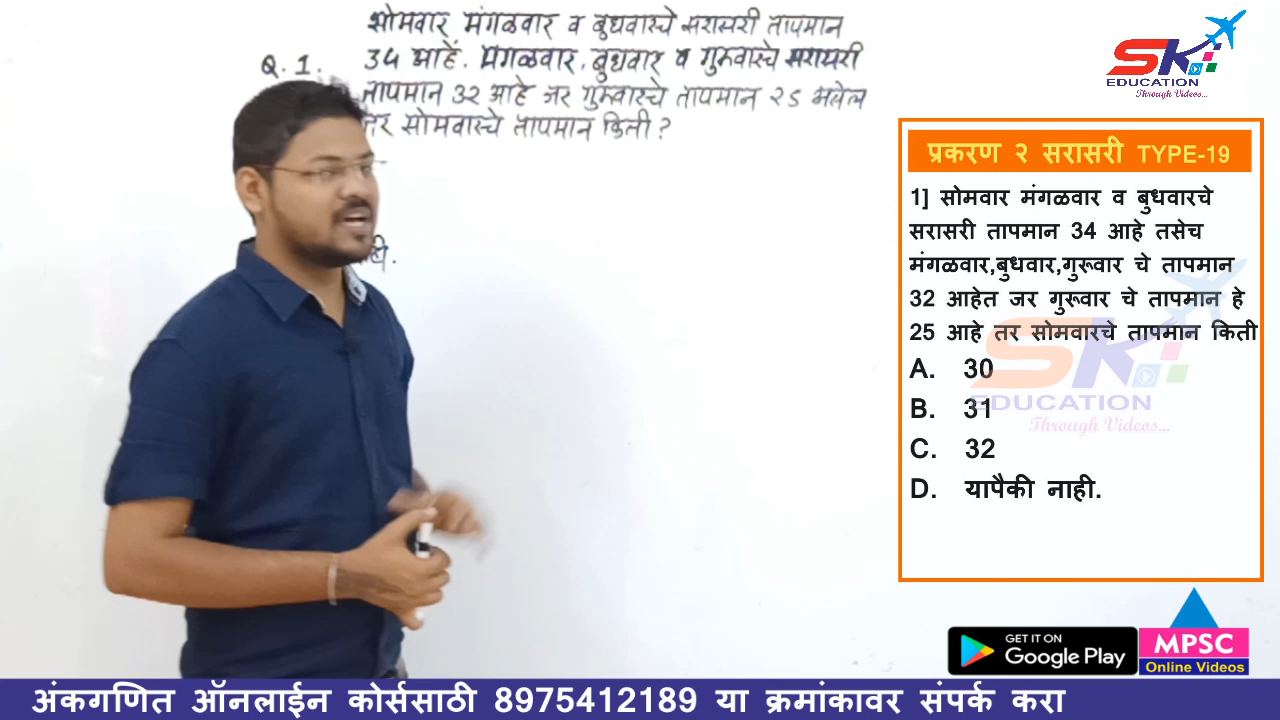 सोमवार, मंगळवार व बुधवारचे सरासरी तापमान
Q. 1. 34 आहे. मंगळवार, बुधवार व गुरुवारचे सरासरी
तापमान ३२ आहे जर गुरुवारचे तापमान २५ असेल
तर सोमवारचे तापमान किती ?
SK
EDUCATION
Through Videos...
प्रकरण २ सरासरी TYPE-19
1] सोमवार मंगळवार व बुधवारचे
सरासरी तापमान 34 आहे तसेच
मंगळवार,बुधवार,गुरूवार चे तापमान
32 आहेत जर गुरूवार चे तापमान हे
25 आहे तर सोमवारचे तापमान किती
A. 30
B. 31
C. 32
D. यापैकी नाही.
SK
EDUCATION
Through Videos...
GET IT ON
Google Play
MPSC
Online Videos
अंकगणित ऑनलाईन कोर्ससाठी 8975412189 या क्रमांकावर संपर्क करा